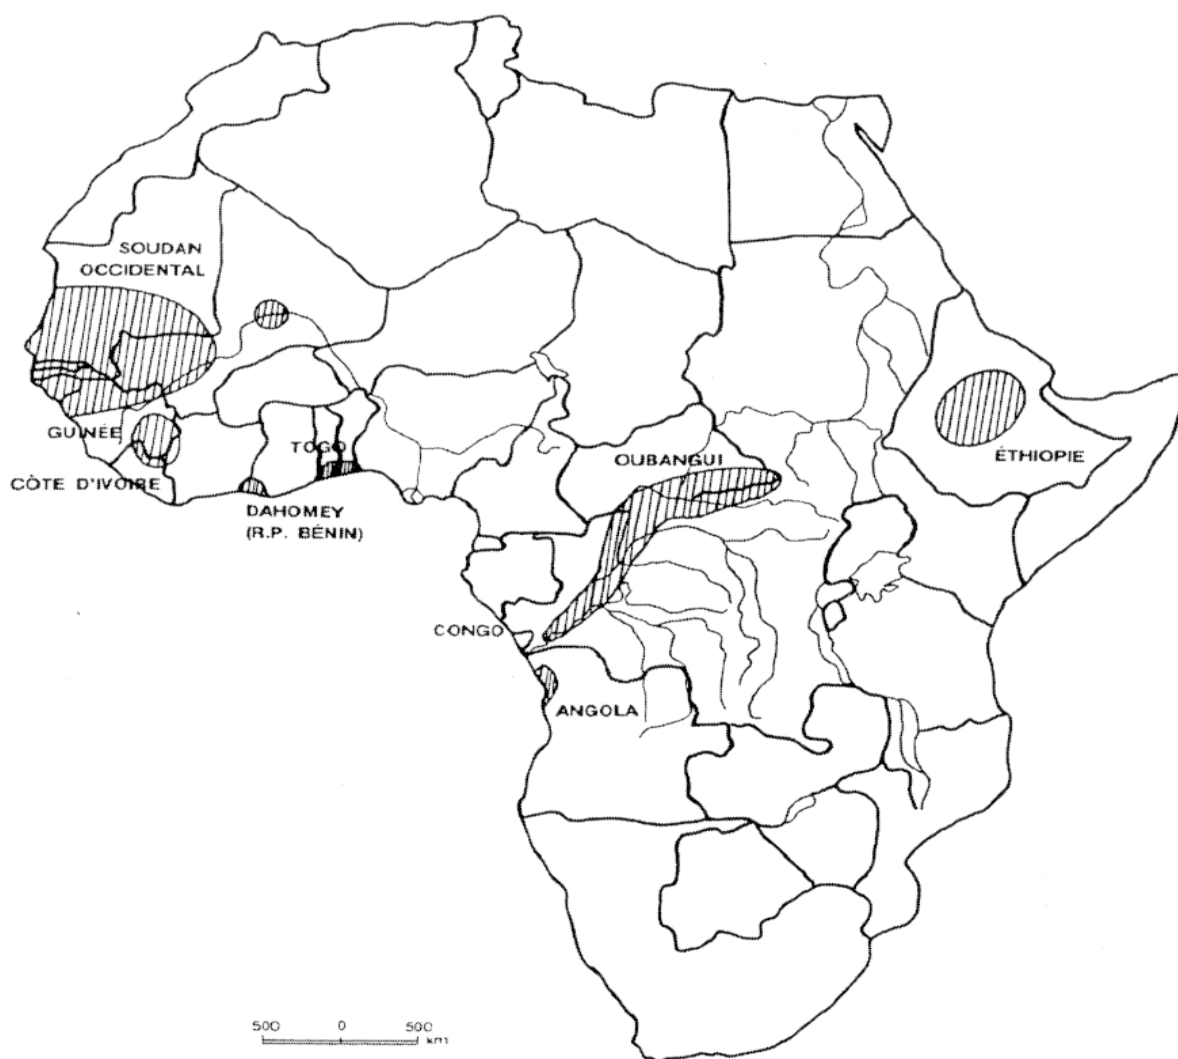 SOUDAN
OCCIDENTAL
GUINÉE
TOGO
CÔTE D'IVOIRE
DAHOMEY
(R.P. BÉNIN)
OUBANGUI
ÉTHIOPIE
CONGO
ANGOLA
500 0 500
km